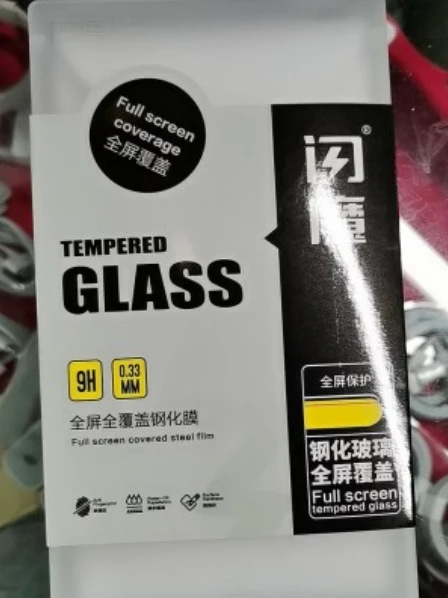 Full screen
coverage
全屏覆盖
闪
魔
®
TEMPERED
GLASS
9H
0.33
MM
全屏全覆盖钢化膜
Full screen covered steel film
全屏保护
钢化玻璃
全屏覆盖
Full screen
tempered glass